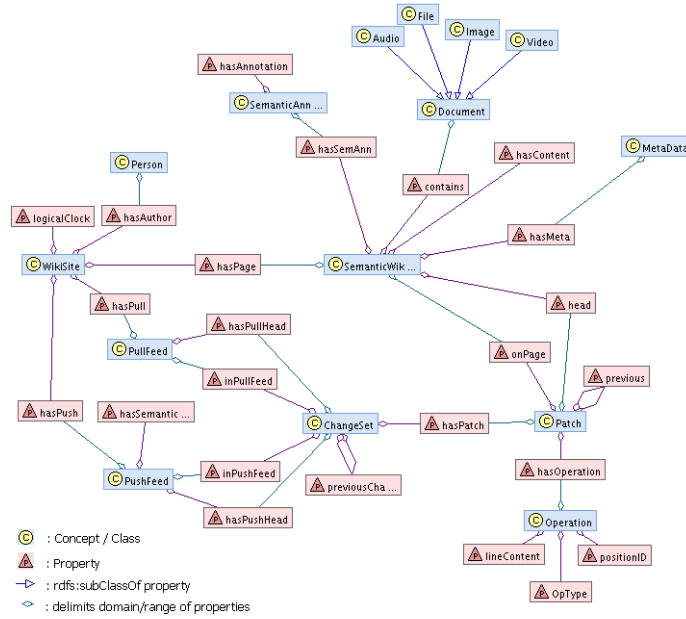 C File
C Audio
C Image
C Video
P hasAnnotation
C SemanticAnn ...
C Document
P hasSemAnn
P hasContent
C MetaData
C Person
P contains
P logicalClock
P hasAuthor
P hasMeta
C WikiSite
P hasPage
C SemanticWik ...
P hasPull
P hasPullHead
P head
C PullFeed
P onPage
P previous
P inPullFeed
P hasPush
P hasSemantic ...
C ChangeSet
P hasPatch
C Patch
P inPushFeed
C PushFeed
P previousCha ...
P hasOperation
P hasPushHead
C Operation
C : Concept / Class
P lineContent
P positionID
P : Property
: rdfs:subClassOf property
P OpType
: delimits domain/range of properties